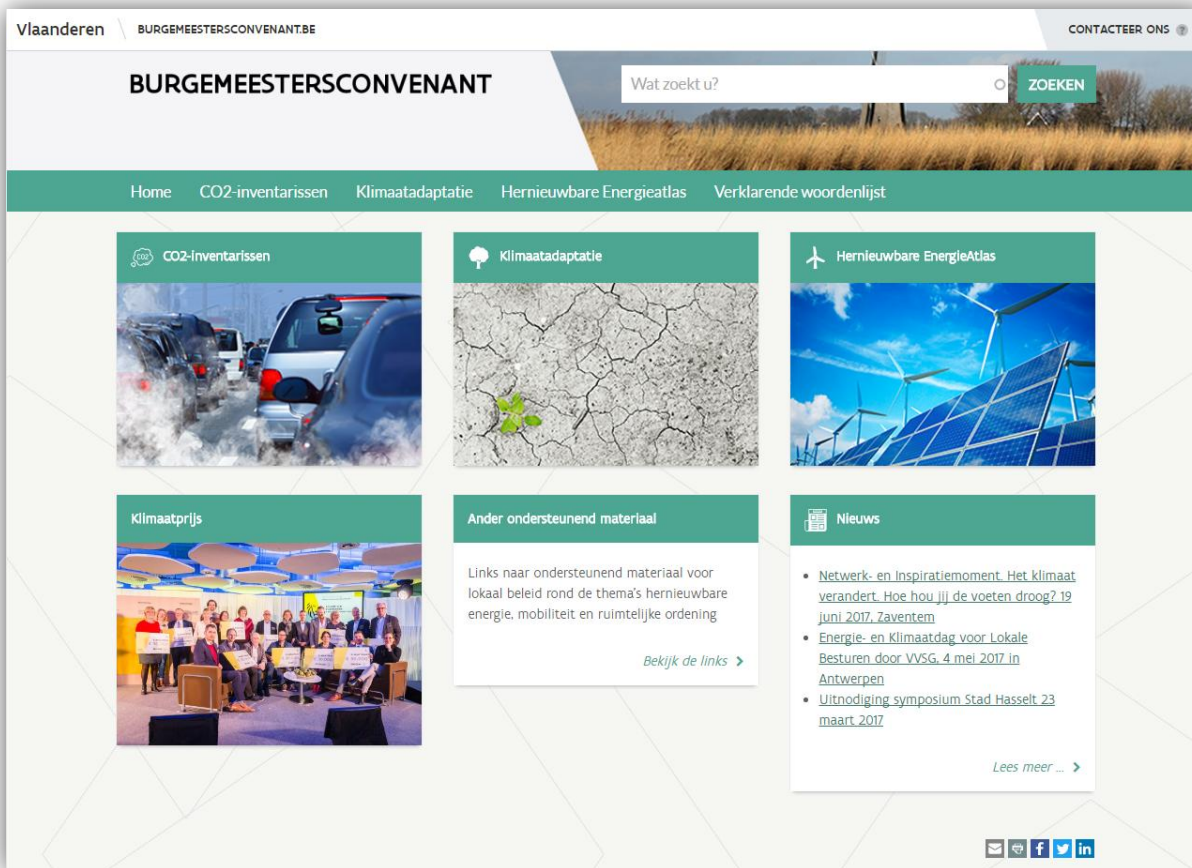 Vlaanderen BURGEMEESTERSCONVENANT.BE CONTACTEER ONS ?
BURGEMEESTERSCONVENANT
Wat zoekt u? ZOEKEN
Home CO2-inventarissen Klimaatadaptatie Hernieuwbare Energieatlas Verklarende woordenlijst
CO2 CO2-inventarissen
Klimaatadaptatie
Hernieuwbare EnergieAtlas
Klimaatprijs
Ander ondersteunend materiaal
Links naar ondersteunend materiaal voor
lokaal beleid rond de thema's hernieuwbare
energie, mobiliteit en ruimtelijke ordening
Bekijk de links
Nieuws
Netwerk- en Inspiratiemoment. Het klimaat
verandert. Hoe hou jij de voeten droog? 19
juni 2017, Zaventem
Energie- en Klimaatdag voor Lokale
Besturen door VVSG, 4 mei 2017 in
Antwerpen
Uitnodiging symposium Stad Hasselt 23
maart 2017
Lees meer ...